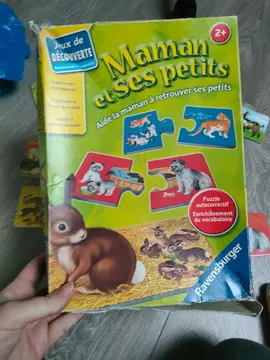 Jeux de
DÉCOUVERTE
2+
Maman
et ses petits
Aide la maman à retrouver ses petits
Puzzle
autocorrectif
Enrichissement
du vocabulaire
Ravensburger